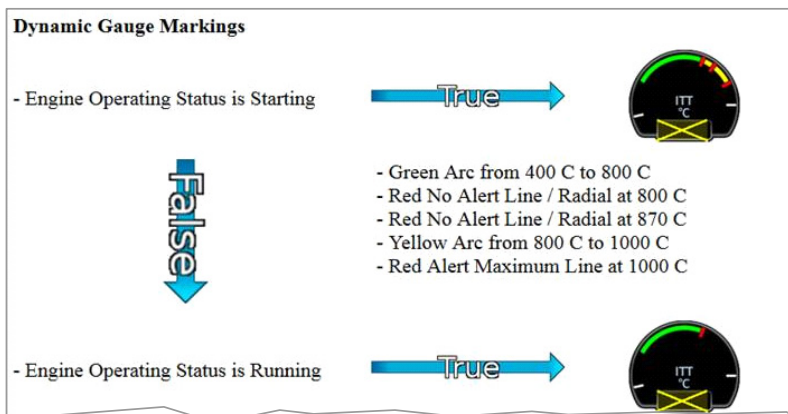 Dynamic Gauge Markings
- Engine Operating Status is Starting
True
ITT
°C
False
- Green Arc from 400 C to 800 C
- Red No Alert Line / Radial at 800 C
- Red No Alert Line / Radial at 870 C
- Yellow Arc from 800 C to 1000 C
- Red Alert Maximum Line at 1000 C
- Engine Operating Status is Running
True
ITT
°C